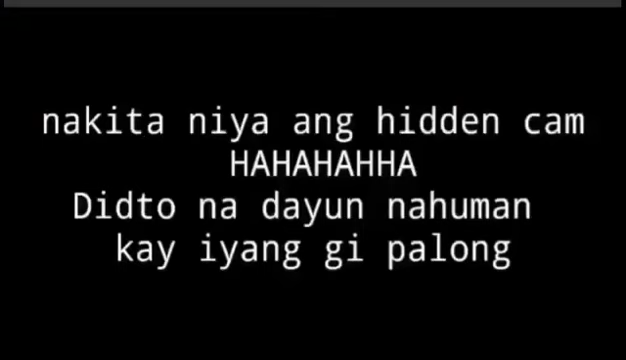 nakita niya ang hidden cam
HAHAHAHHA
Didto na dayun nahuman
kay iyang gi palong